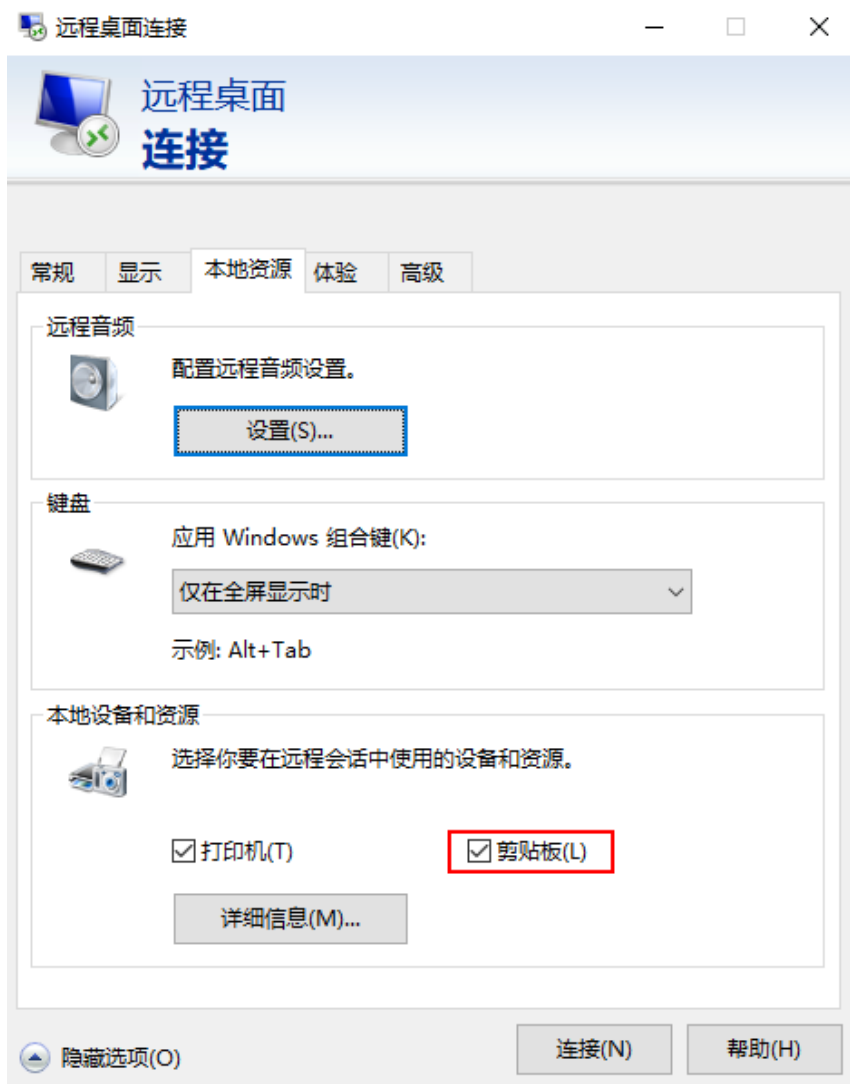 远程桌面连接
远程桌面
连接
常规 显示 本地资源 体验 高级
远程音频
配置远程音频设置。
设置(S)...
键盘
应用 Windows 组合键(K):
仅在全屏显示时
示例: Alt+Tab
本地设备和资源
选择你要在远程会话中使用的设备和资源。
打印机(T) 剪贴板(L)
详细信息(M)...
隐藏选项(O) 连接(N) 帮助(H)